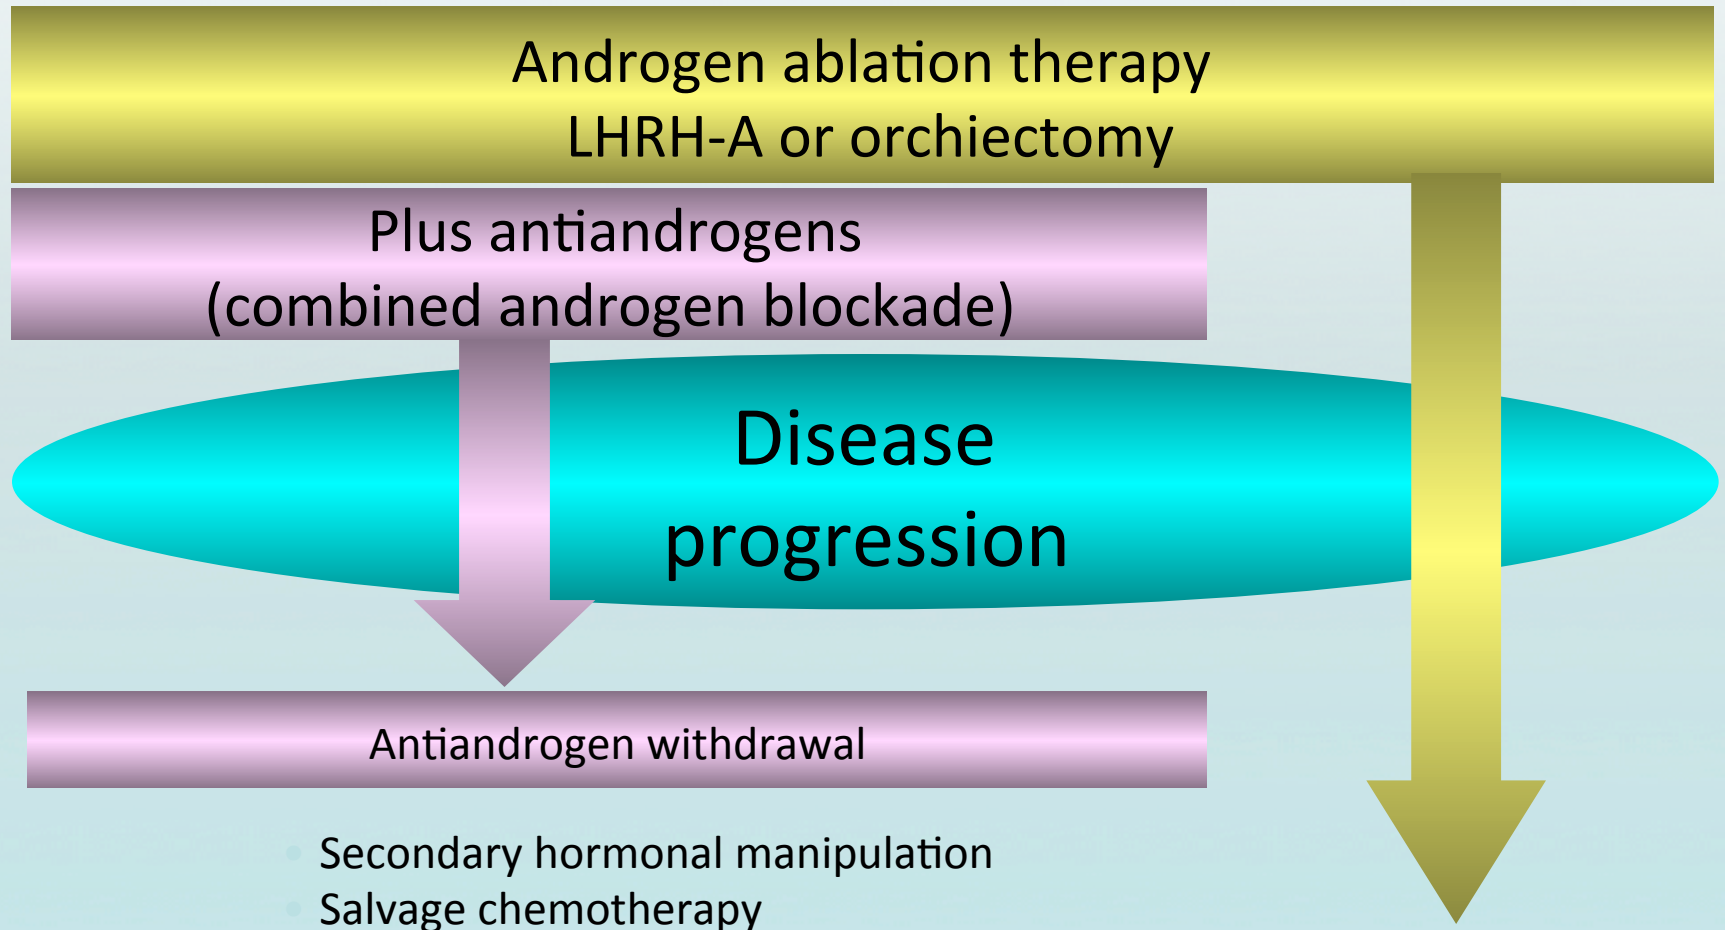 Androgen ablation therapy
LHRH-A or orchiectomy
Plus antiandrogens
(combined androgen blockade)
Disease
progression
Antiandrogen withdrawal
• Secondary hormonal manipulation
• Salvage chemotherapy